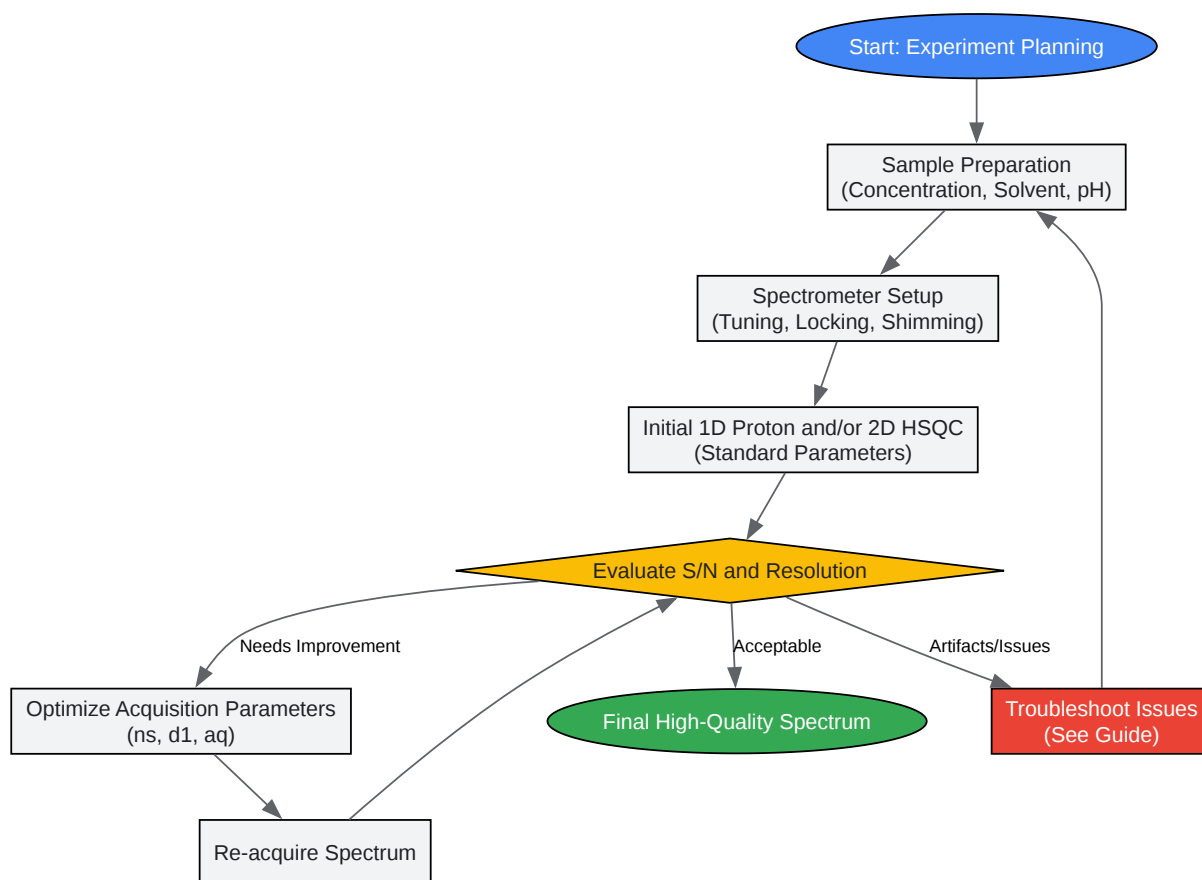 Start: Experiment Planning
Sample Preparation
(Concentration, Solvent, pH)
Spectrometer Setup
(Tuning, Locking, Shimming)
Initial 1D Proton and/or 2D HSQC
(Standard Parameters)
Evaluate S/N and Resolution
Needs Improvement
Acceptable
Artifacts/Issues
Optimize Acquisition Parameters
(ns, d1, aq)
Final High-Quality Spectrum
Troubleshoot Issues
(See Guide)
Re-acquire Spectrum